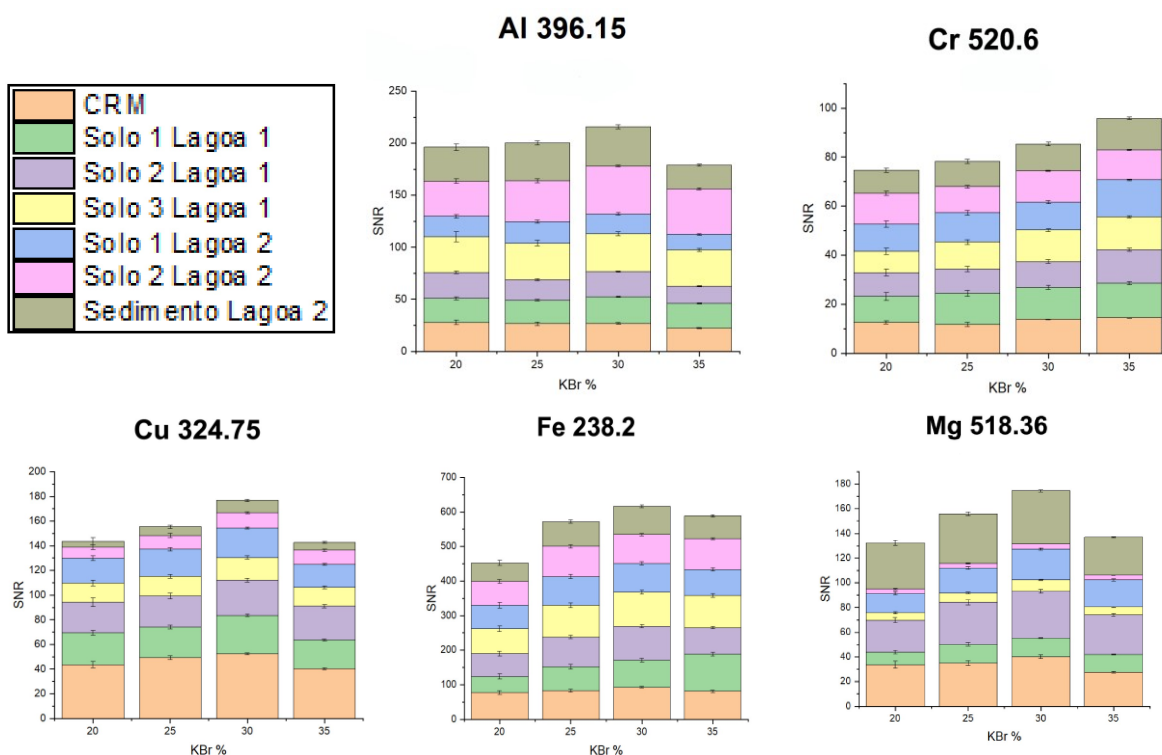 Al 396.15
Cr 520.6
CRM
Solo 1 Lagoa 1
Solo 2 Lagoa 1
Solo 3 Lagoa 1
Solo 1 Lagoa 2
Solo 2 Lagoa 2
Sedimento Lagoa 2
250
200
150
100
50
0
SNR
20 25 30 35
KBr %
100
80
60
40
20
0
SNR
20 25 30 35
KBr %
Cu 324.75
Fe 238.2
Mg 518.36
200
180
160
140
120
100
80
60
40
20
0
SNR
20 25 30 35
KBr %
700
600
500
400
300
200
100
0
SNR
20 25 30 35
KBr %
180
160
140
120
100
80
60
40
20
0
SNR
20 25 30 35
KBr %